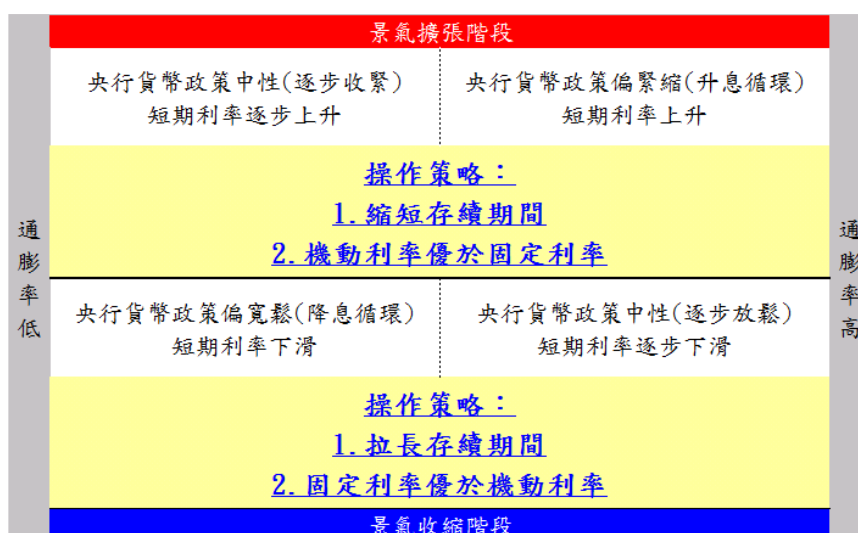 景氣擴張階段
央行貨幣政策中性(逐步收緊)
短期利率逐步上升
央行貨幣政策偏緊縮(升息循環)
短期利率上升
操作策略：
1.縮短存續期間
2.機動利率優於固定利率
通膨率低
通膨率高
央行貨幣政策偏寬鬆(降息循環)
短期利率下滑
央行貨幣政策中性(逐步放鬆)
短期利率逐步下滑
操作策略：
1.拉長存續期間
2.固定利率優於機動利率
景氣收縮階段